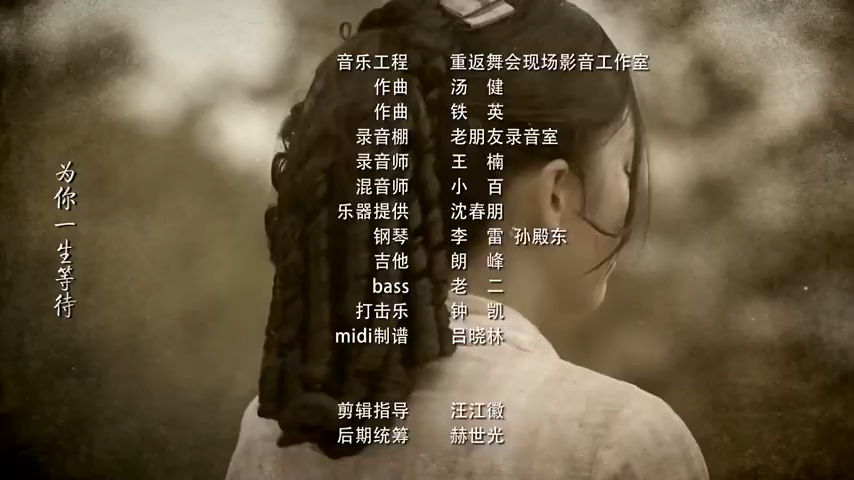 音乐工程 重返舞会现场影音工作室
作曲 汤 健
作曲 铁 英
录音棚 老朋友录音室
录音师 王 楠
混音师 小 百
乐器提供 沈春朋
钢琴 李 雷 孙殿东
吉他 朗 峰
bass 老 二
打击乐 钟 凯
midi制谱 吕晓林
剪辑指导 汪江徽
后期统筹 赫世光
为你一生等待